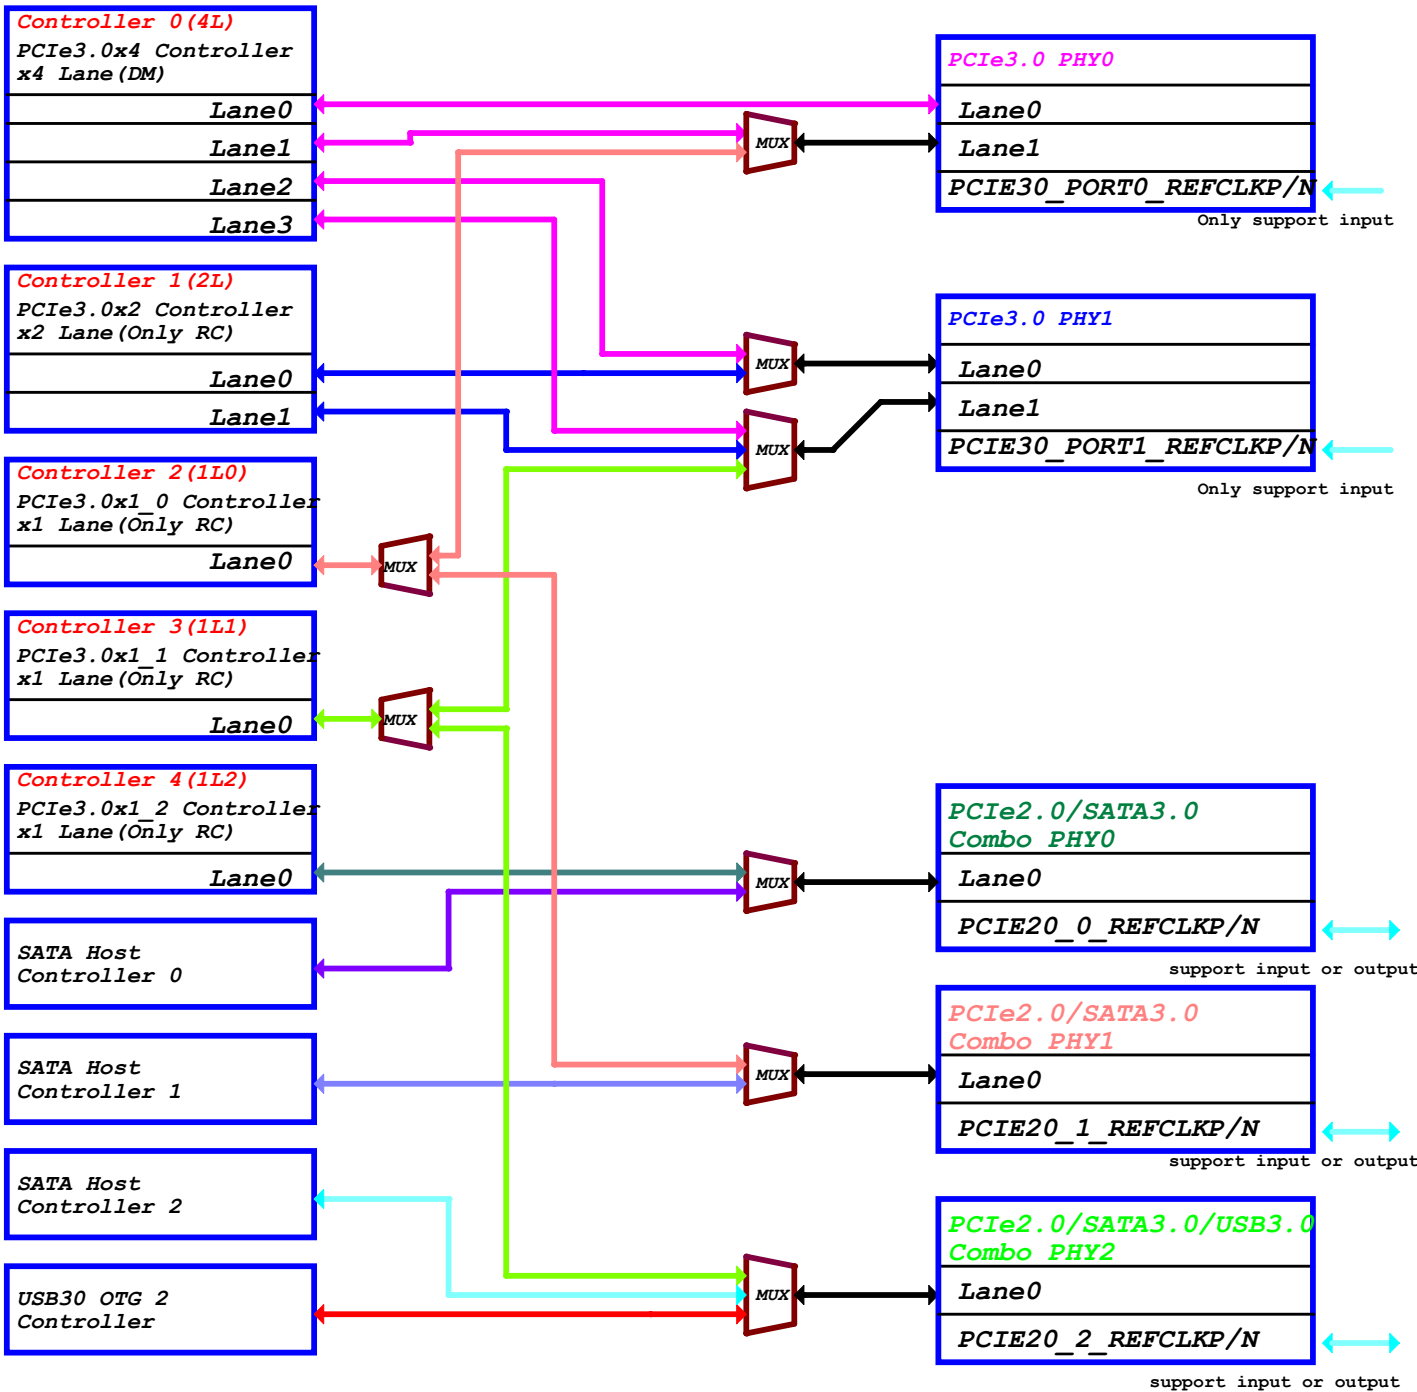 Controller 0(4L)
PCIe3.0x4 Controller
x4 Lane(DM)
Lane0
Lane1
Lane2
Lane3
Controller 1(2L)
PCIe3.0x2 Controller
x2 Lane(Only RC)
Lane0
Lane1
Controller 2(1L0)
PCIe3.0x1_0 Controller
x1 Lane(Only RC)
Lane0
Controller 3(1L1)
PCIe3.0x1_1 Controller
x1 Lane(Only RC)
Lane0
Controller 4(1L2)
PCIe3.0x1_2 Controller
x1 Lane(Only RC)
Lane0
SATA Host
Controller 0
SATA Host
Controller 1
SATA Host
Controller 2
USB30 OTG 2
Controller
MUX
MUX
MUX
MUX
MUX
MUX
MUX
MUX
PCIe3.0 PHY0
Lane0
Lane1
PCIE30_PORT0_REFCLKP/N
Only support input
PCIe3.0 PHY1
Lane0
Lane1
PCIE30_PORT1_REFCLKP/N
Only support input
PCIe2.0/SATA3.0
Combo PHY0
Lane0
PCIE20_0_REFCLKP/N
support input or output
PCIe2.0/SATA3.0
Combo PHY1
Lane0
PCIE20_1_REFCLKP/N
support input or output
PCIe2.0/SATA3.0/USB3.0
Combo PHY2
Lane0
PCIE20_2_REFCLKP/N
support input or output